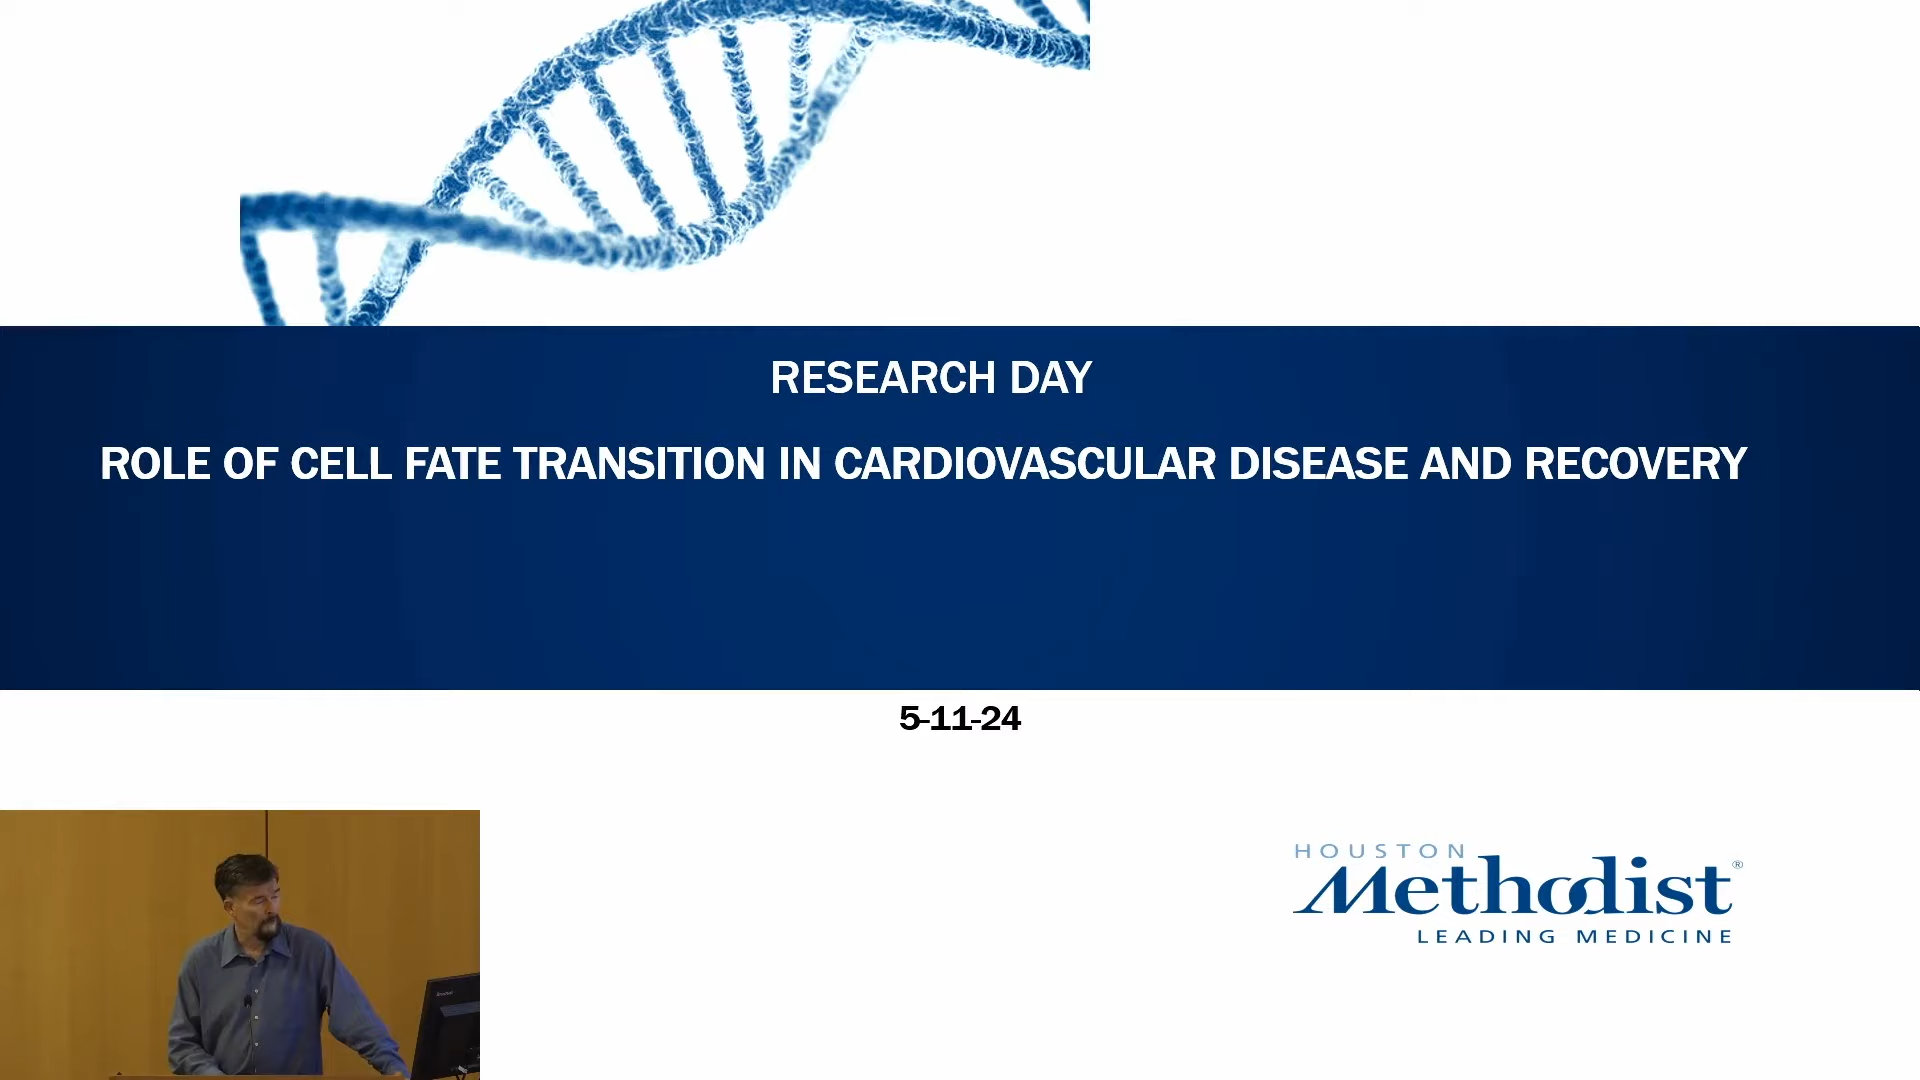 RESEARCH DAY
ROLE OF CELL FATE TRANSITION IN CARDIOVASCULAR DISEASE AND RECOVERY
5-11-24
HOUSTON
Methodist®
LEADING MEDICINE